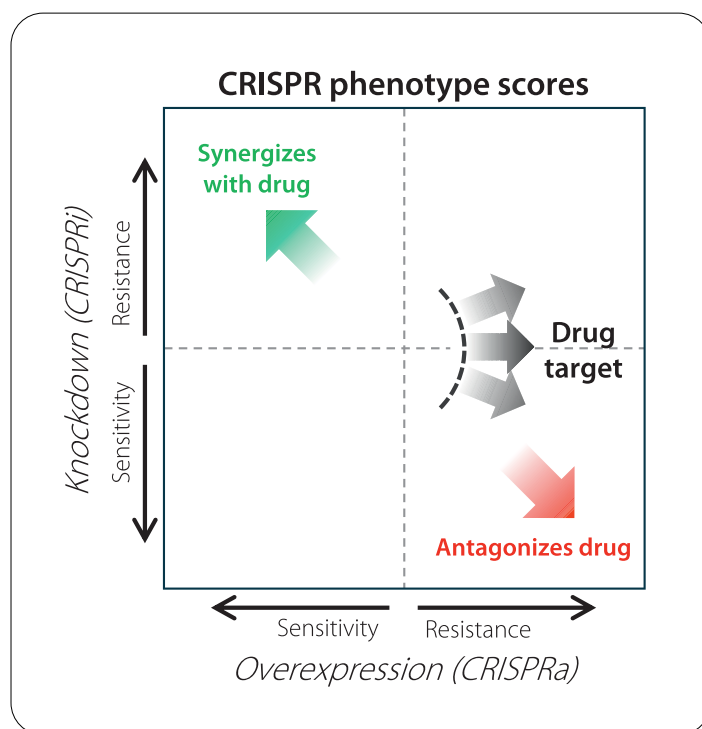 CRISPR phenotype scores
Synergizes
with drug
Knockdown (CRISPRi)
Resistance
Sensitivity
Drug
target
Antagonizes drug
Sensitivity
Resistance
Overexpression (CRISPRa)